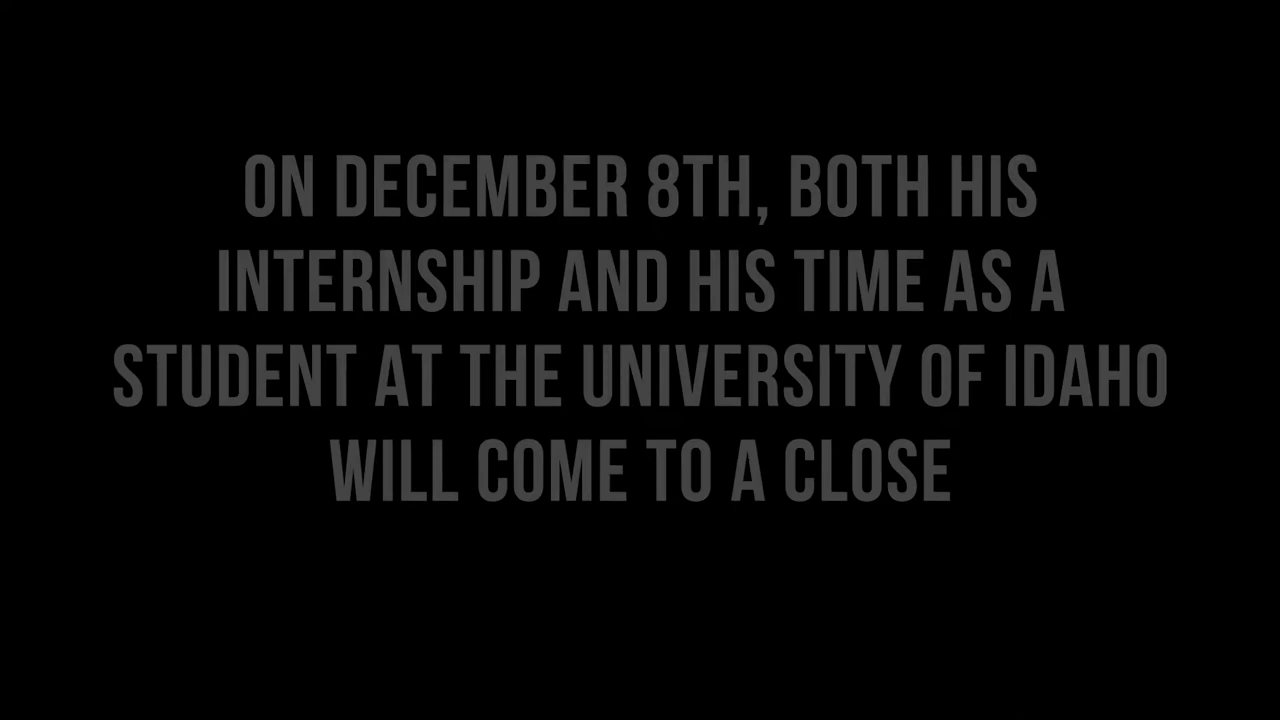 ON DECEMBER 8TH, BOTH HIS
INTERNSHIP AND HIS TIME AS A
STUDENT AT THE UNIVERSITY OF IDAHO
WILL COME TO A CLOSE